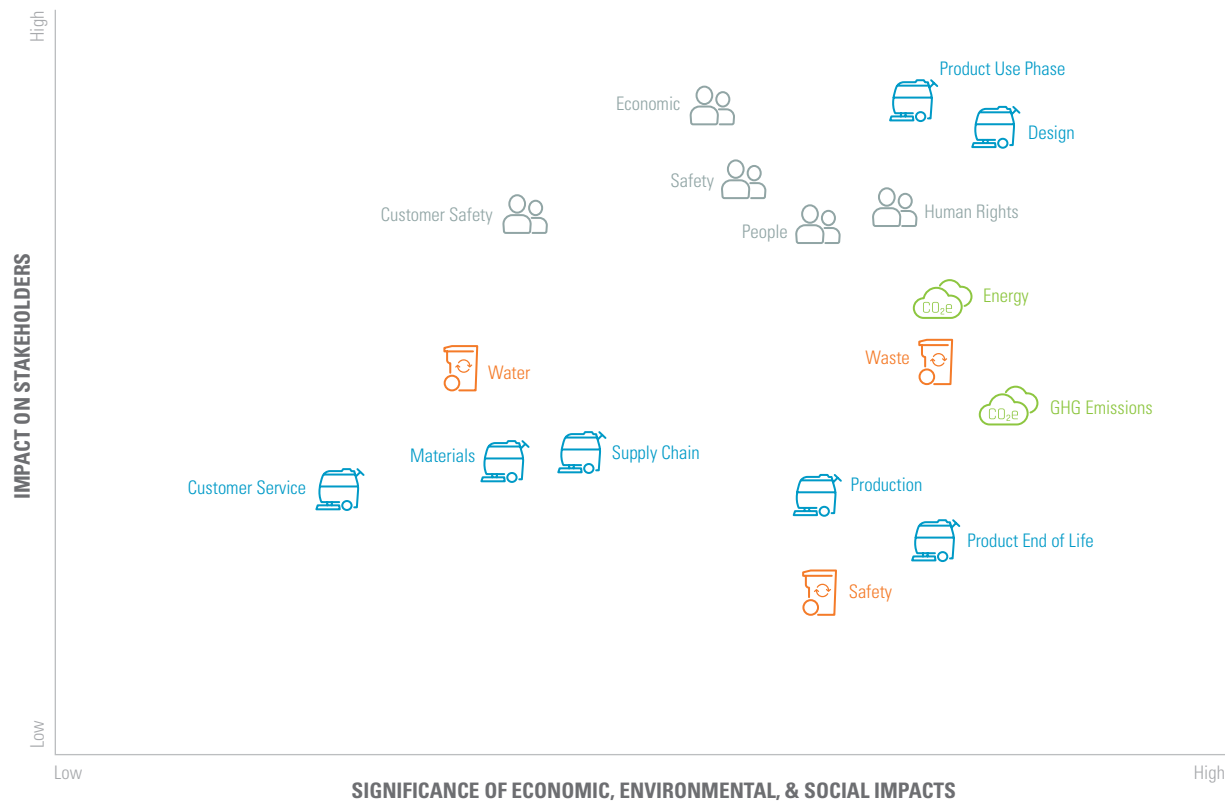 High
Product Use Phase
Economic
Design
Safety
Customer Safety
People
Human Rights
Energy
CO₂e
Waste
Water
GHG Emissions
CO₂e
Materials
Supply Chain
Customer Service
Production
Product End of Life
Safety
IMPACT ON STAKEHOLDERS
Low
Low
High
SIGNIFICANCE OF ECONOMIC, ENVIRONMENTAL, & SOCIAL IMPACTS